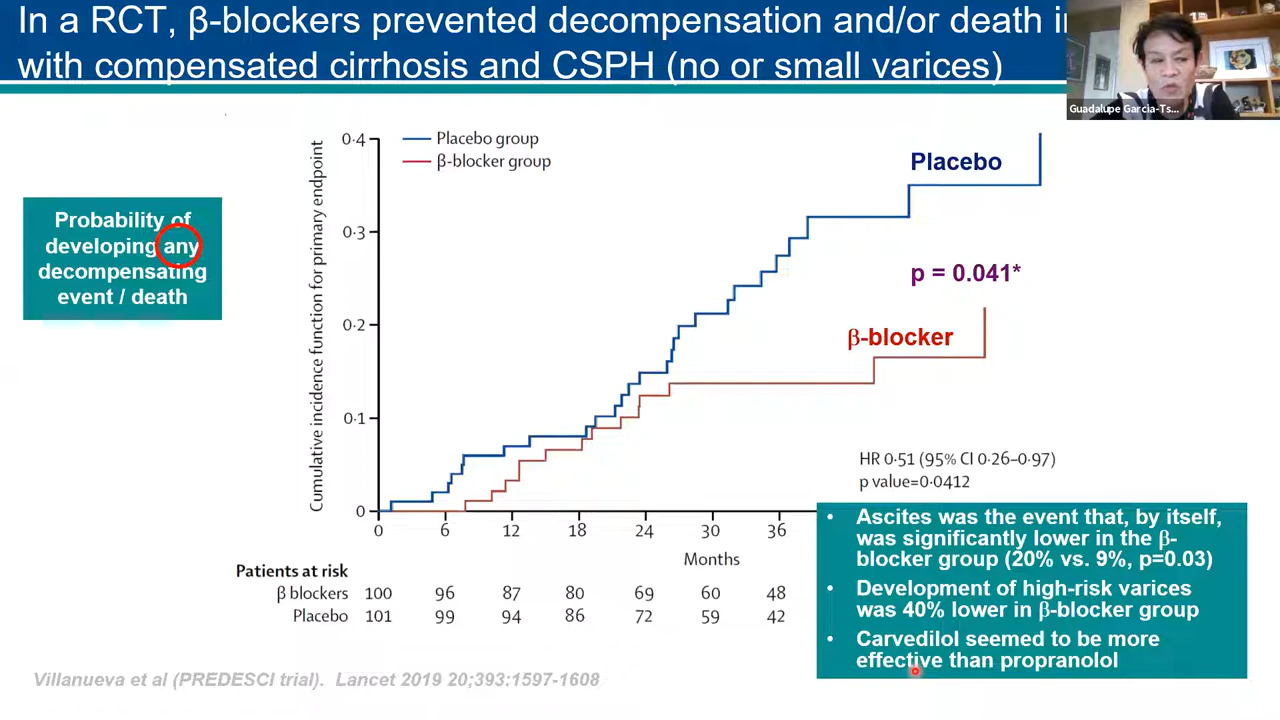 In a RCT, β-blockers prevented decompensation and/or death i
with compensated cirrhosis and CSPH (no or small varices)
Guadalupe Garcia-Ts...
Probability of
developing any
decompensating
event / death
Cumulative incidence function for primary endpoint
0·4
0·3
0·2
0·1
0
Placebo group
β-blocker group
Placebo
p = 0.041*
β-blocker
HR 0·51 (95% CI 0·26–0·97)
p value=0·0412
0 6 12 18 24 30 36
Months
Patients at risk
β blockers 100 96 87 80 69 60 48
Placebo 101 99 94 86 72 59 42
• Ascites was the event that, by itself,
was significantly lower in the β-
blocker group (20% vs. 9%, p=0.03)
• Development of high-risk varices
was 40% lower in β-blocker group
• Carvedilol seemed to be more
effective than propranolol
Villanueva et al (PREDESCI trial). Lancet 2019 20;393:1597-1608